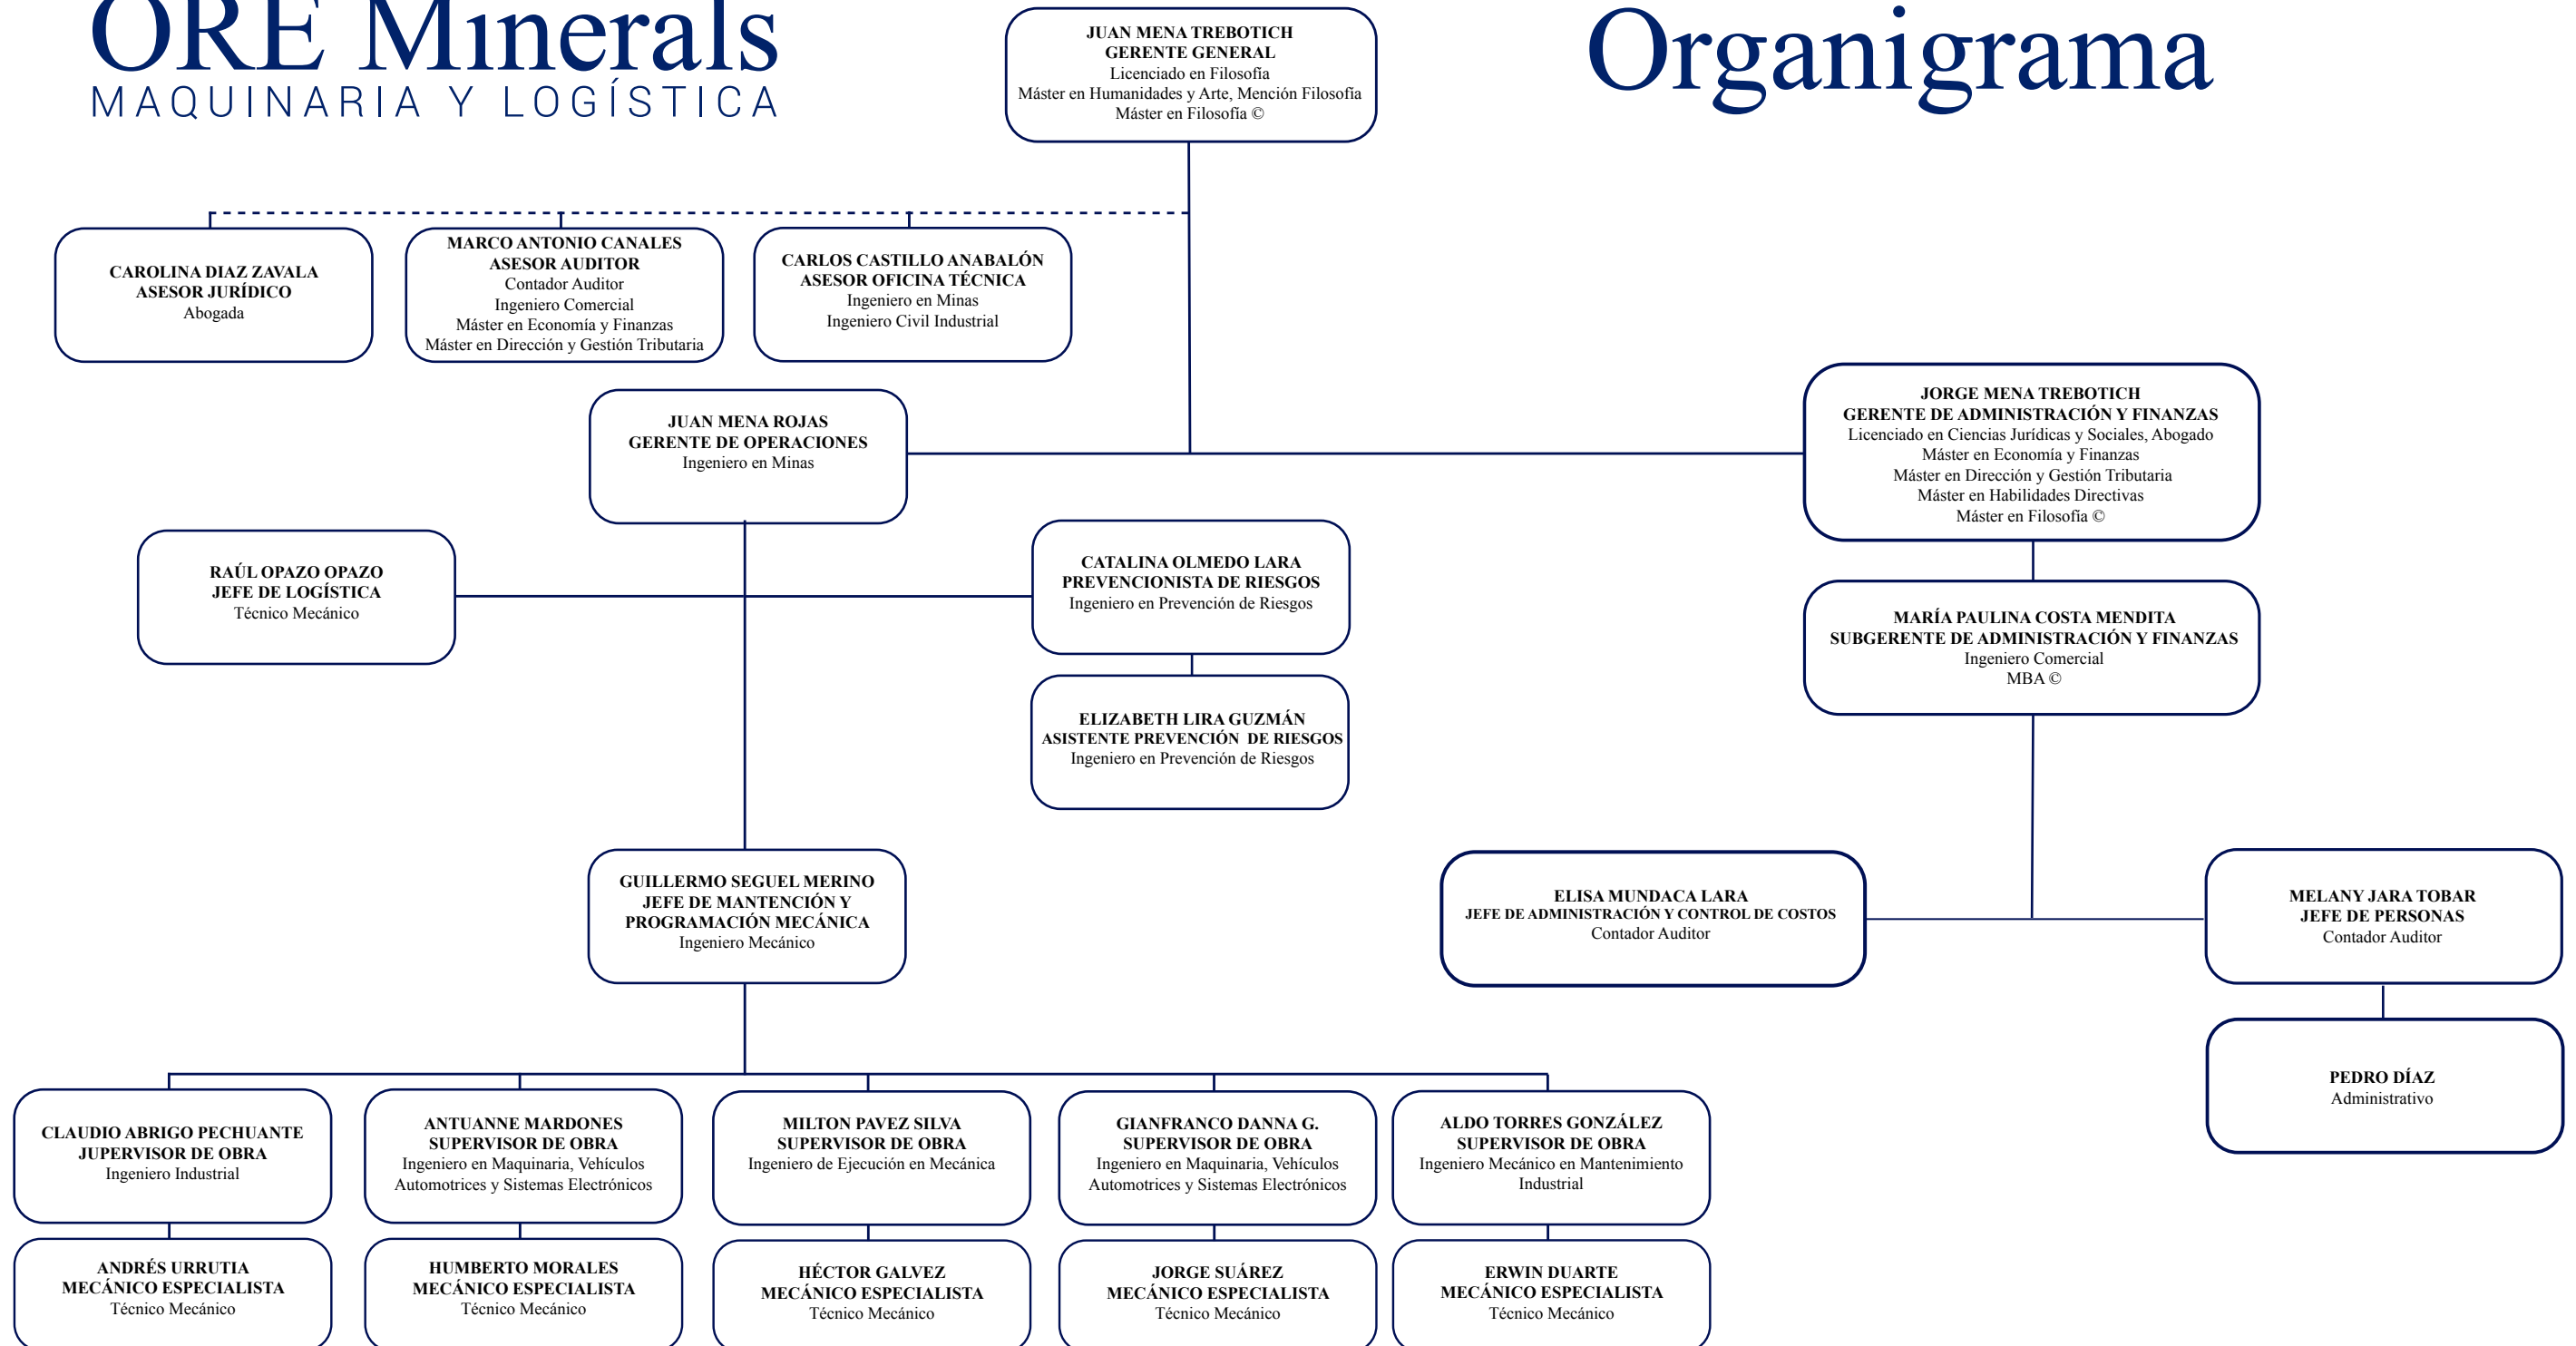 ORE Minerals
MAQUINARIA Y LOGÍSTICA
Organigrama
JUAN MENA TREBOTICH
GERENTE GENERAL
Licenciado en Filosofía
Máster en Humanidades y Arte, Mención Filosofía
Máster en Filosofía ©
CAROLINA DIAZ ZAVALA
ASESOR JURÍDICO
Abogada
MARCO ANTONIO CANALES
ASESOR AUDITOR
Contador Auditor
Ingeniero Comercial
Máster en Economía y Finanzas
Máster en Dirección y Gestión Tributaria
CARLOS CASTILLO ANABALÓN
ASESOR OFICINA TÉCNICA
Ingeniero en Minas
Ingeniero Civil Industrial
JUAN MENA ROJAS
GERENTE DE OPERACIONES
Ingeniero en Minas
JORGE MENA TREBOTICH
GERENTE DE ADMINISTRACIÓN Y FINANZAS
Licenciado en Ciencias Jurídicas y Sociales, Abogado
Máster en Economía y Finanzas
Máster en Dirección y Gestión Tributaria
Máster en Habilidades Directivas
Máster en Filosofía ©
RAÚL OPAZO OPAZO
JEFE DE LOGÍSTICA
Técnico Mecánico
CATALINA OLMEDO LARA
PREVENCIONISTA DE RIESGOS
Ingeniero en Prevención de Riesgos
MARÍA PAULINA COSTA MENDITA
SUBGERENTE DE ADMINISTRACIÓN Y FINANZAS
Ingeniero Comercial
MBA ©
ELIZABETH LIRA GUZMÁN
ASISTENTE PREVENCIÓN DE RIESGOS
Ingeniero en Prevención de Riesgos
GUILLERMO SEGUEL MERINO
JEFE DE MANTENCIÓN Y
PROGRAMACIÓN MECÁNICA
Ingeniero Mecánico
ELISA MUNDACA LARA
JEFE DE ADMINISTRACIÓN Y CONTROL DE COSTOS
Contador Auditor
MELANY JARA TOBAR
JEFE DE PERSONAS
Contador Auditor
PEDRO DÍAZ
Administrativo
CLAUDIO ABRIGO PECHUANTE
JUPERVISOR DE OBRA
Ingeniero Industrial
ANTUANNE MARDONES
SUPERVISOR DE OBRA
Ingeniero en Maquinaria, Vehículos
Automotrices y Sistemas Electrónicos
MILTON PAVEZ SILVA
SUPERVISOR DE OBRA
Ingeniero de Ejecución en Mecánica
GIANFRANCO DANNA G.
SUPERVISOR DE OBRA
Ingeniero en Maquinaria, Vehículos
Automotrices y Sistemas Electrónicos
ALDO TORRES GONZÁLEZ
SUPERVISOR DE OBRA
Ingeniero Mecánico en Mantenimiento
Industrial
ANDRÉS URRUTIA
MECÁNICO ESPECIALISTA
Técnico Mecánico
HUMBERTO MORALES
MECÁNICO ESPECIALISTA
Técnico Mecánico
HÉCTOR GALVEZ
MECÁNICO ESPECIALISTA
Técnico Mecánico
JORGE SUÁREZ
MECÁNICO ESPECIALISTA
Técnico Mecánico
ERWIN DUARTE
MECÁNICO ESPECIALISTA
Técnico Mecánico